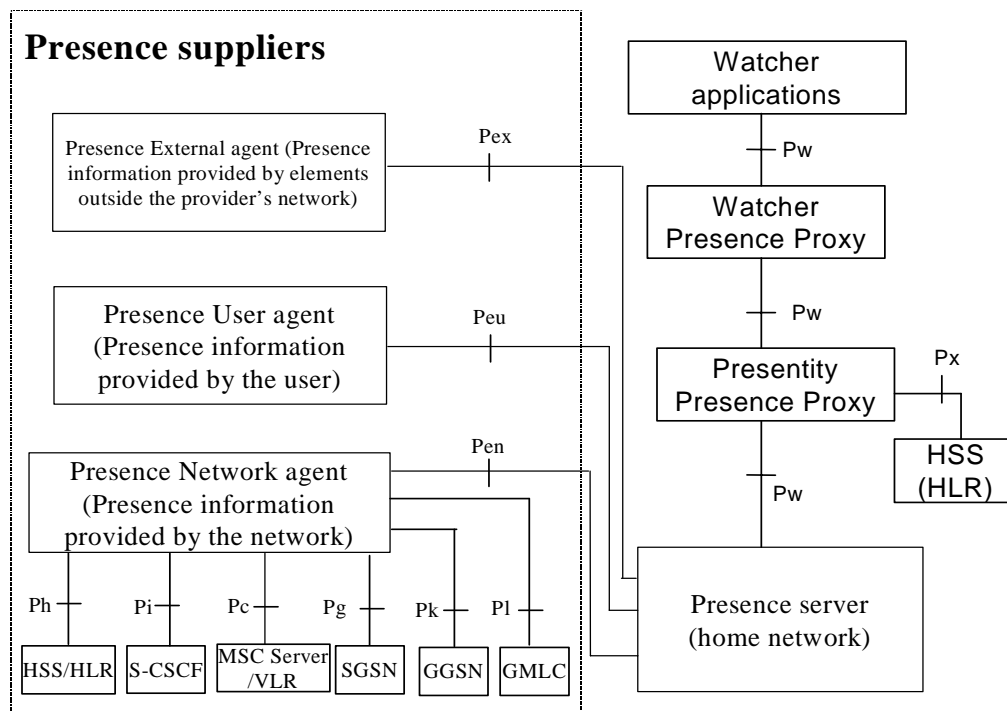 Presence suppliers
Presence External agent (Presence
information provided by elements
outside the provider's network)
Pex
Presence User agent
(Presence information
provided by the user)
Peu
Presence Network agent
(Presence information
provided by the network)
Pen
Ph
Pi
Pc
Pg
Pk
Pl
HSS/HLR
S-CSCF
MSC Server
/VLR
SGSN
GGSN
GMLC
Watcher
applications
Pw
Watcher
Presence Proxy
Pw
Presentity
Presence Proxy
Px
HSS
(HLR)
Pw
Presence server
(home network)